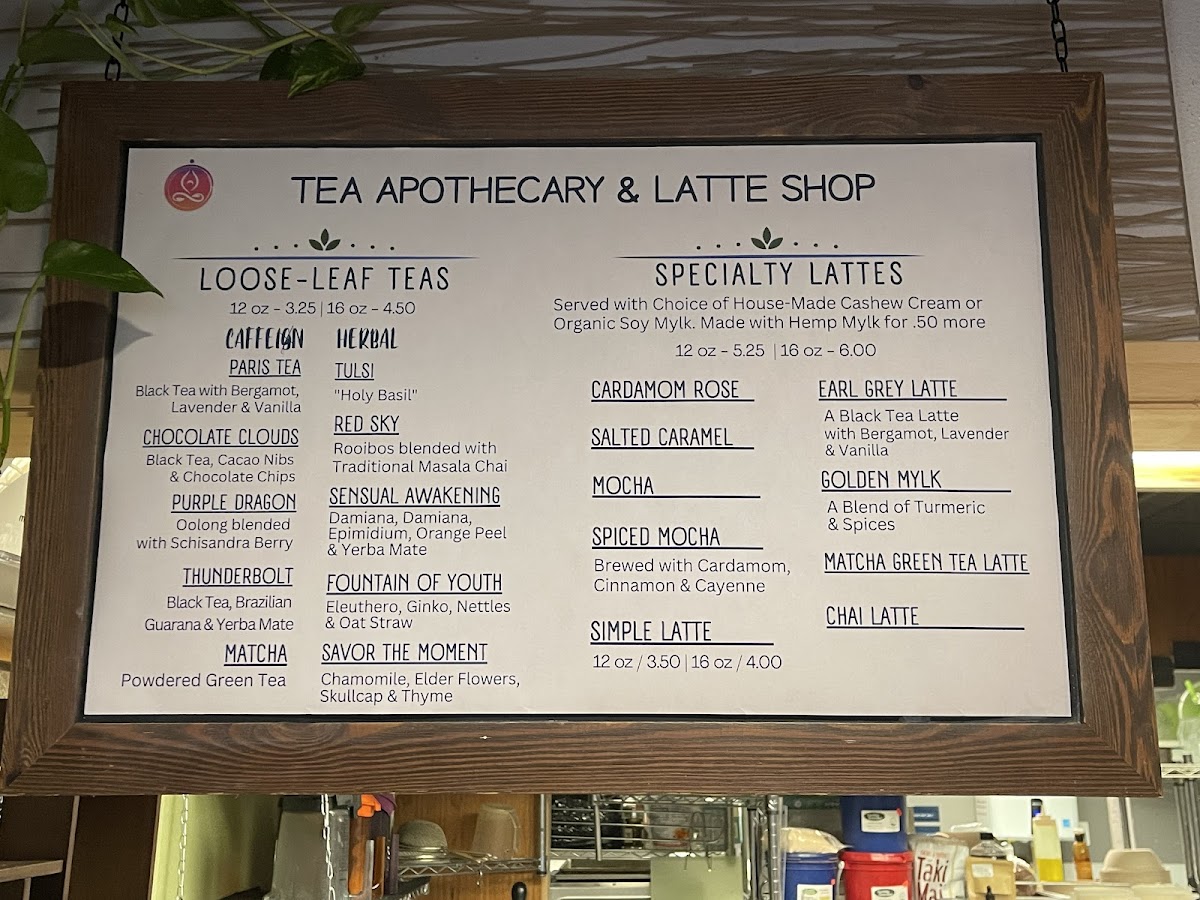 TEA APOTHECARY & LATTE SHOP
LOOSE-LEAF TEAS
12 oz - 3.25 | 16 oz - 4.50
CAFFEIGN
PARIS TEA
Black Tea with Bergamot,
Lavender & Vanilla
CHOCOLATE CLOUDS
Black Tea, Cacao Nibs
& Chocolate Chips
PURPLE DRAGON
Oolong blended
with Schisandra Berry
THUNDERBOLT
Black Tea, Brazilian
Guarana & Yerba Mate
MATCHA
Powdered Green Tea
HERBAL
TULSI
"Holy Basil"
RED SKY
Rooibos blended with
Traditional Masala Chai
SENSUAL AWAKENING
Damiana, Damiana,
Epimidium, Orange Peel
& Yerba Mate
FOUNTAIN OF YOUTH
Eleuthero, Ginko, Nettles
& Oat Straw
SAVOR THE MOMENT
Chamomile, Elder Flowers,
Skullcap & Thyme
SPECIALTY LATTES
Served with Choice of House-Made Cashew Cream or
Organic Soy Mylk. Made with Hemp Mylk for .50 more
12 oz - 5.25 | 16 oz - 6.00
CARDAMOM ROSE
SALTED CARAMEL
MOCHA
SPICED MOCHA
Brewed with Cardamom,
Cinnamon & Cayenne
SIMPLE LATTE
12 oz / 3.50 | 16 oz / 4.00
EARL GREY LATTE
A Black Tea Latte
with Bergamot, Lavender
& Vanilla
GOLDEN MYLK
A Blend of Turmeric
& Spices
MATCHA GREEN TEA LATTE
CHAI LATTE
Taki
Mai